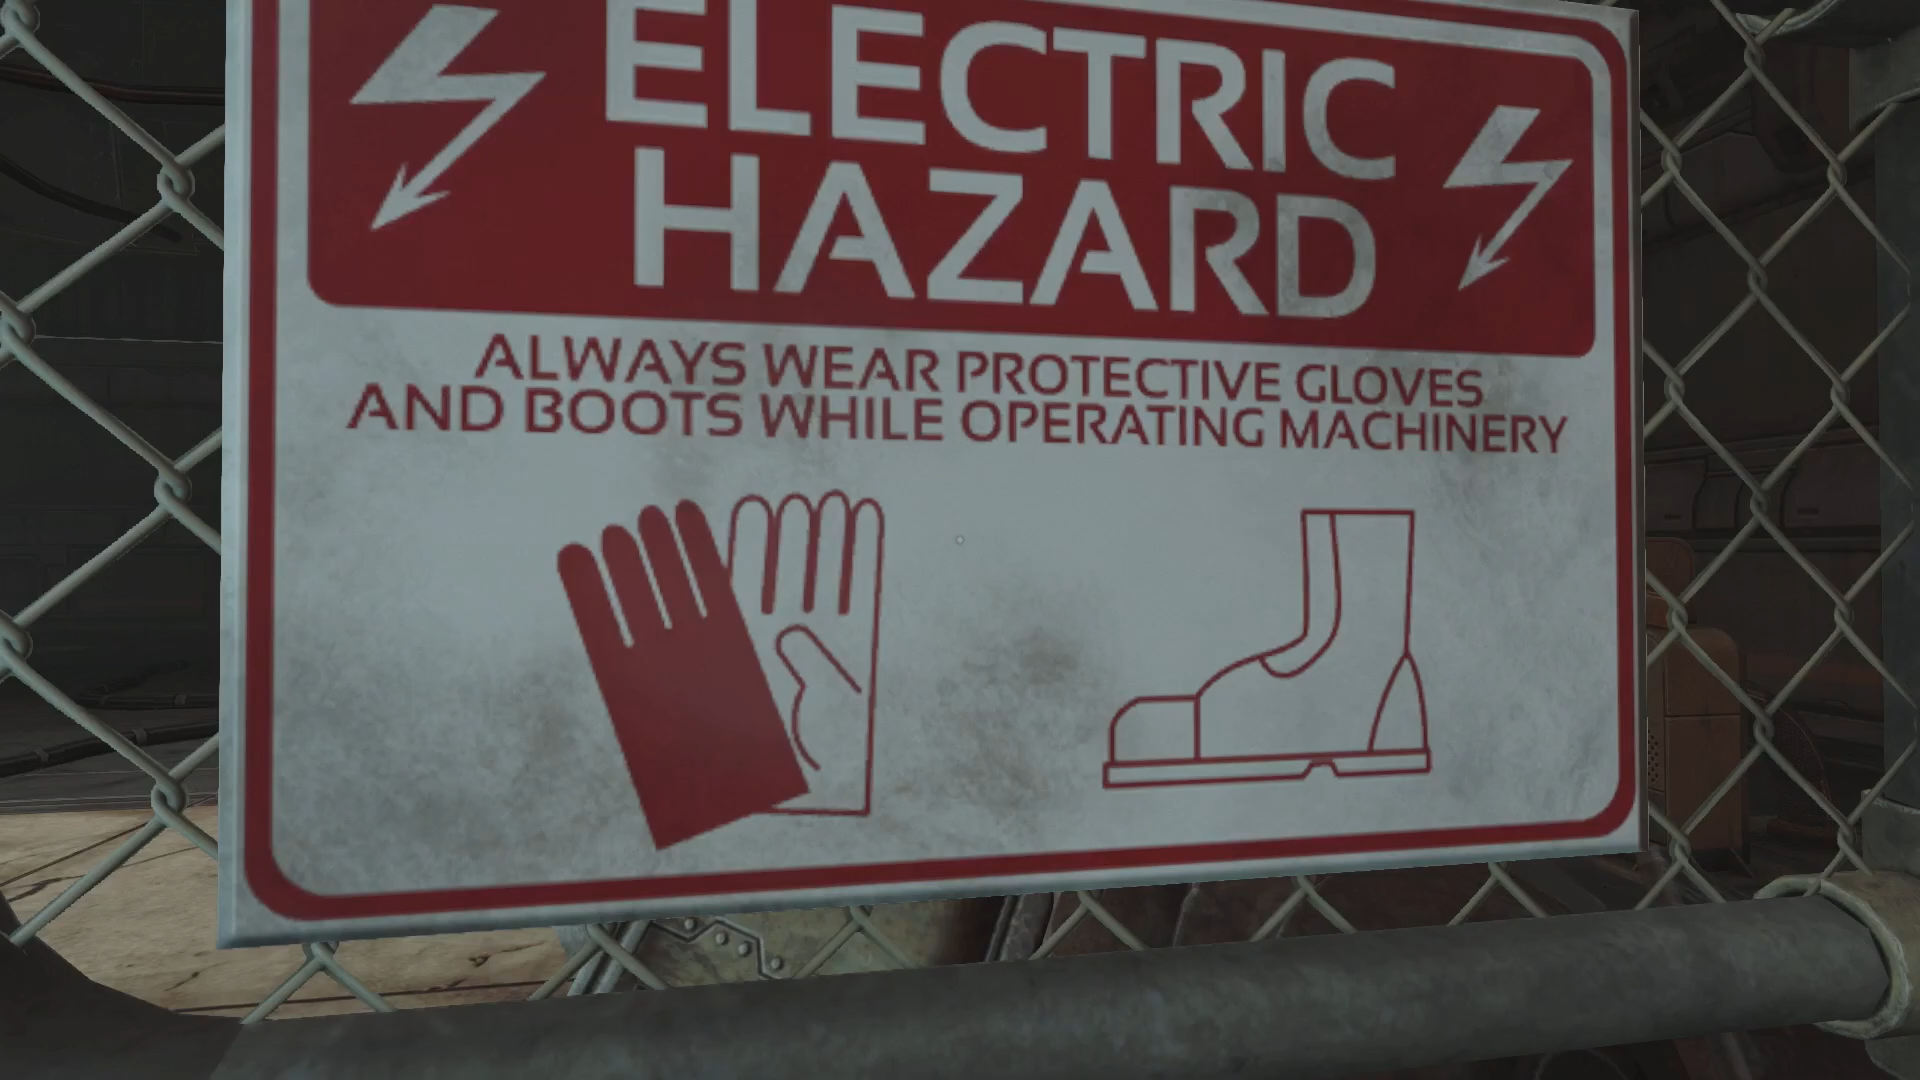 ELECTRIC
HAZARD
ALWAYS WEAR PROTECTIVE GLOVES
AND BOOTS WHILE OPERATING MACHINERY